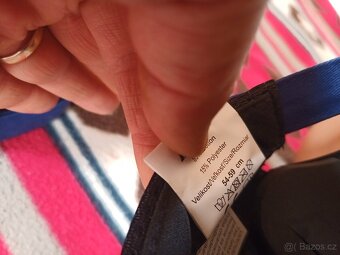 15% Polyester
Velikost/Veľkosť/Size/Rozmiar
54-59 cm
© Bazos.cz